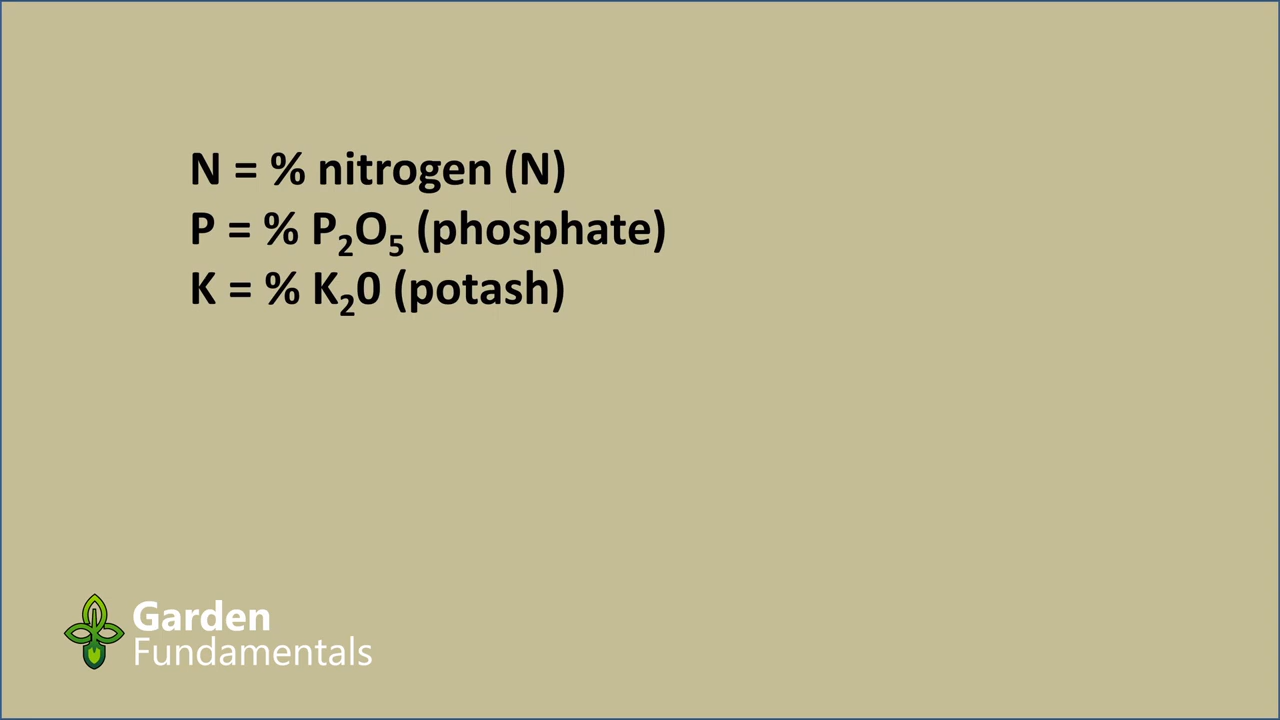 N = % nitrogen (N)
P = % P₂O₅ (phosphate)
K = % K₂0 (potash)
Garden
Fundamentals